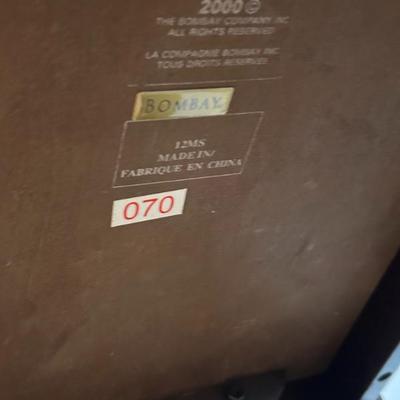 2000 ©
THE BOMBAY COMPANY INC
ALL RIGHTS RESERVED
LA COMPAGNIE BOMBAY INC
TOUS DROITS RESERVES
BOMBAY
12MS
MADE IN/
FABRIQUE EN CHINA
070